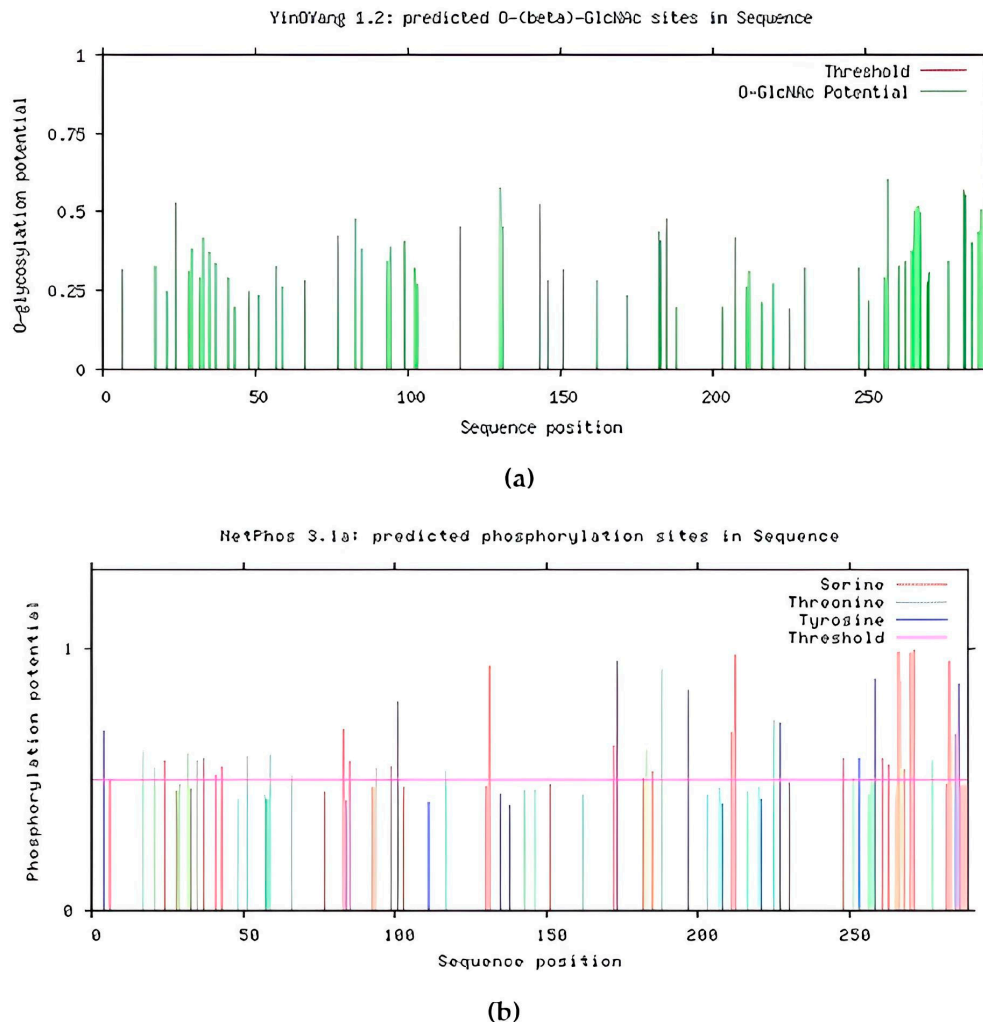 YinOYang 1.2: predicted O-(beta)-GlcNAc sites in Sequence
1
0.75
0.5
0.25
0
O-glycosylation potential
Threshold
O-GlcNAc Potential
0 50 100 150 200 250
Sequence position
(a)
NetPhos 3.1a: predicted phosphorylation sites in Sequence
Serine
Threonine
Tyrosine
Threshold
1
0
Phosphorylation potential
0 50 100 150 200 250
Sequence position
(b)